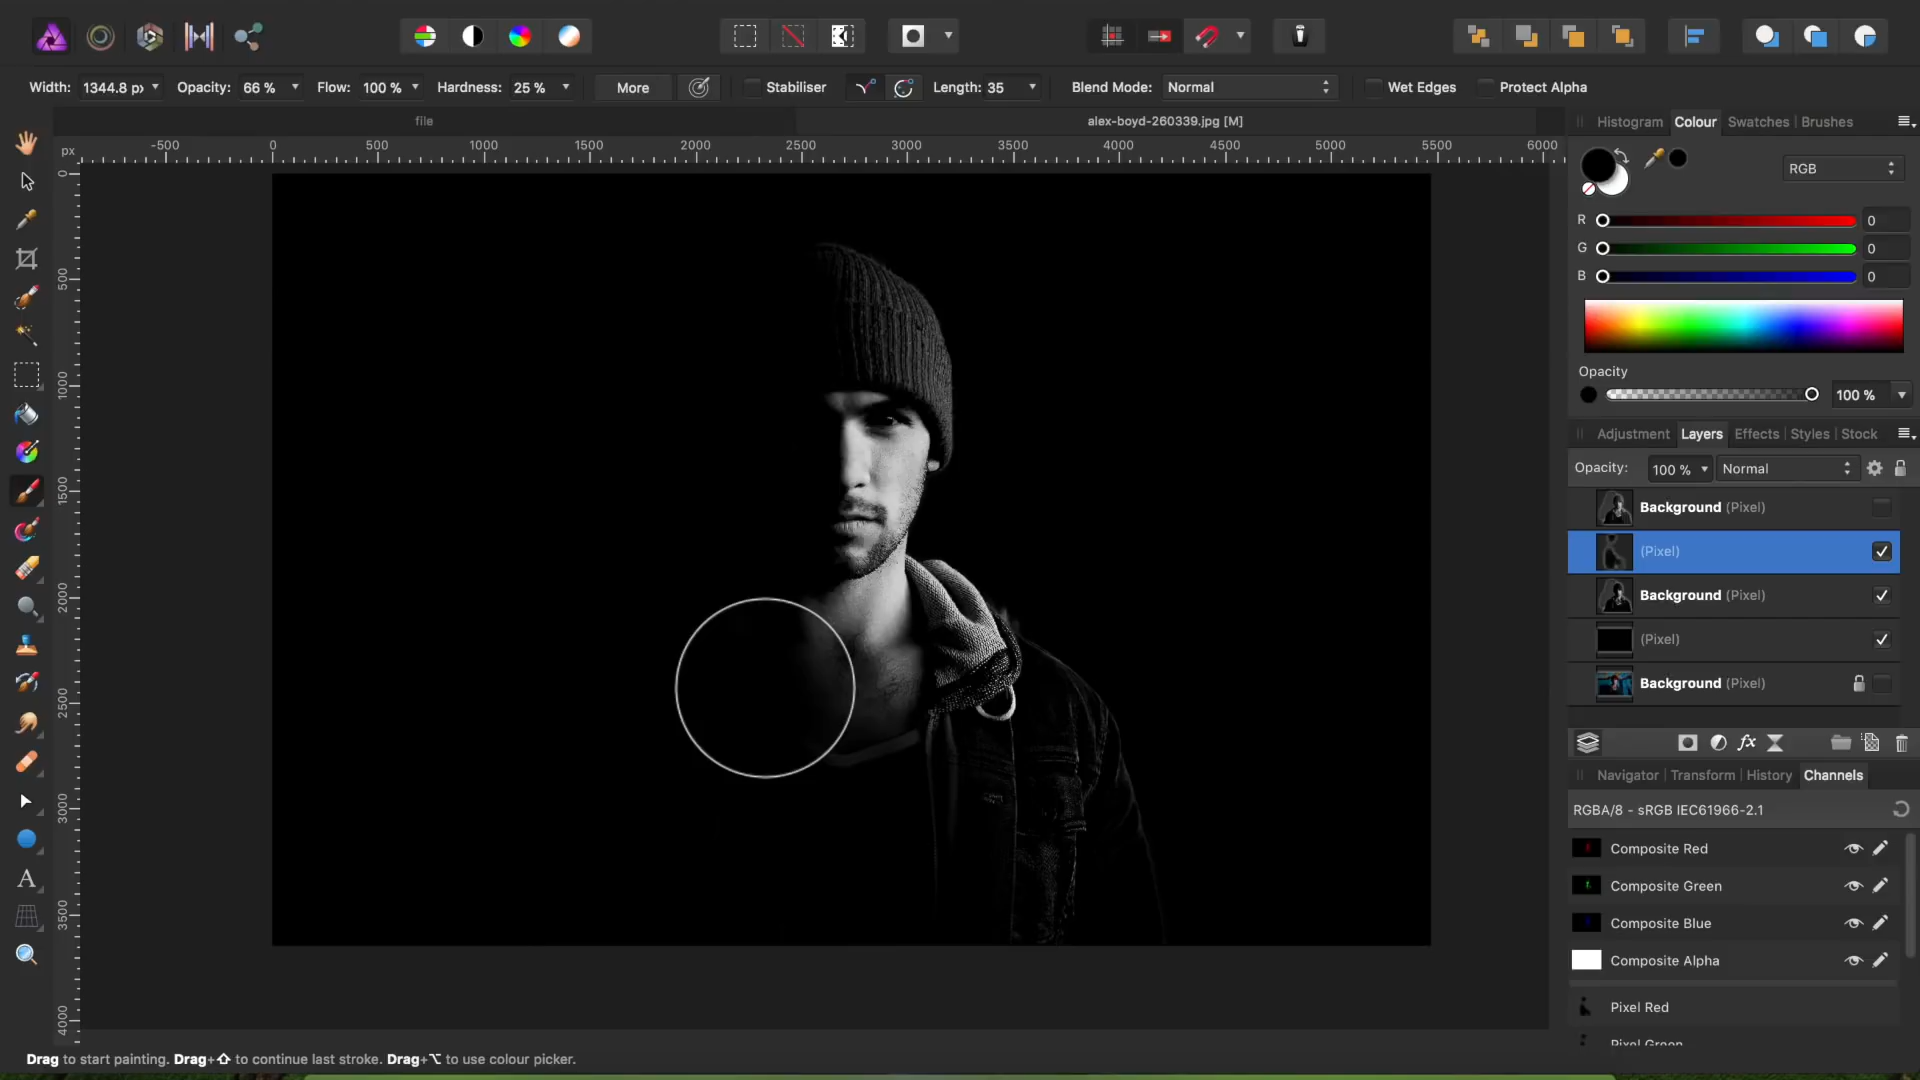 Width: 1344.8 px Opacity: 66 % Flow: 100 % Hardness: 25 % More Stabiliser Length: 35 Blend Mode: Normal Wet Edges Protect Alpha
file
alex-boyd-260339.jpg [M]
Histogram Colour Swatches Brushes
px
-500 0 500 1000 1500 2000 2500 3000 3500 4000 4500 5000 5500 6000
0
500
1000
1500
2000
2500
3000
3500
4000
RGB
R 0
G 0
B 0
Opacity
100 %
Adjustment Layers Effects Styles Stock
Opacity: 100 % Normal
Background (Pixel)
(Pixel)
Background (Pixel)
(Pixel)
Background (Pixel)
fx
Navigator Transform History Channels
RGBA/8 - sRGB IEC61966-2.1
Composite Red
Composite Green
Composite Blue
Composite Alpha
Pixel Red
Pixel Green
Drag to start painting. Drag+⇧ to continue last stroke. Drag+⌥ to use colour picker.